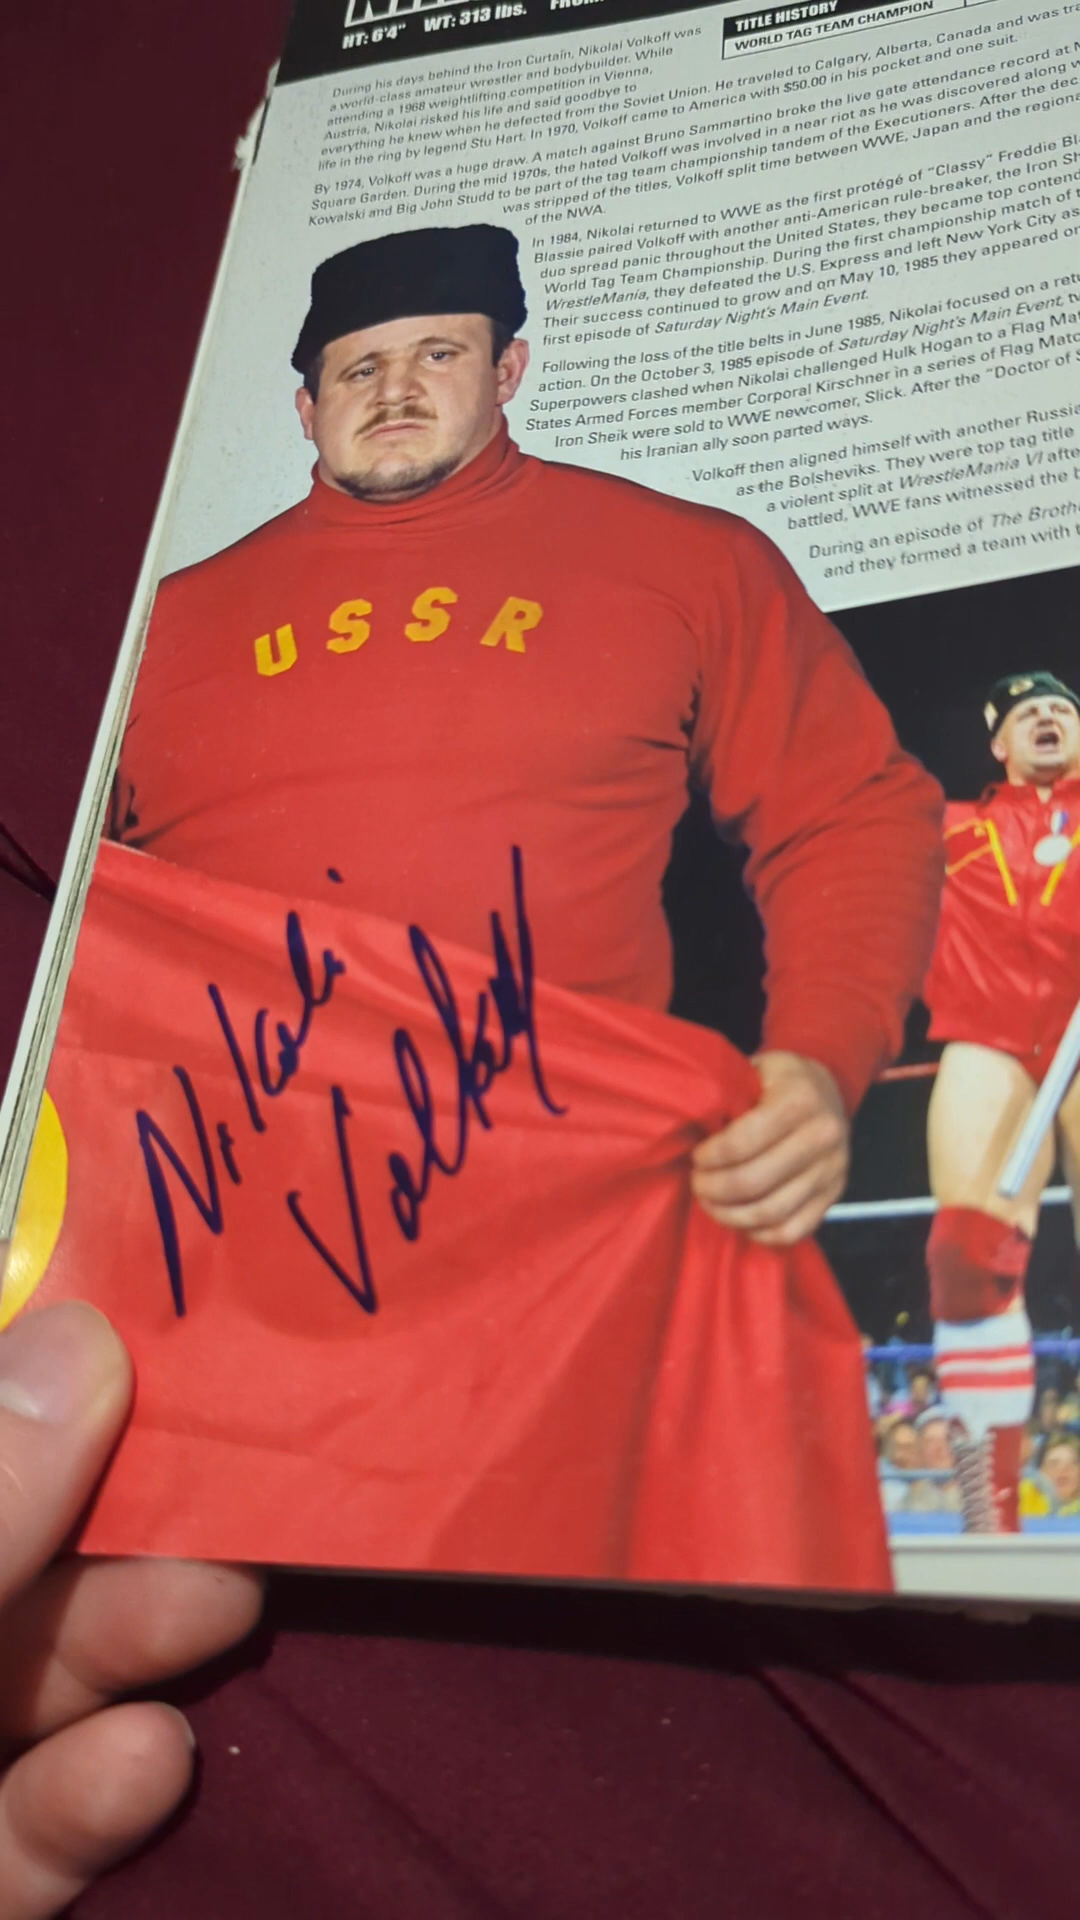 HT: 6'4" WT: 313 lbs.
TITLE HISTORY
WORLD TAG TEAM CHAMPION
During his days behind the Iron Curtain, Nikolai Volkoff was
a world-class amateur wrestler and bodybuilder. While
attending a 1968 weightlifting competition in Vienna,
Austria, Nikolai risked his life and said goodbye to
everything he knew when he defected from the Soviet Union. He traveled to Calgary, Alberta, Canada and was
life in the ring by legend Stu Hart. In 1970, Volkoff came to America with $50.00 in his pocket and one suit.
By 1974, Volkoff was a huge draw. A match against Bruno Sammartino broke the live gate attendance record at
Square Garden. During the mid 1970s, the hated Volkoff was involved in a near riot as he was discovered along
Kowalski and Big John Studd to be part of the tag team championship tandem of the Executioners. After the
was stripped of the titles, Volkoff split time between WWE, Japan and the
of the NWA.
In 1984, Nikolai returned to WWE as the first protégé of "Classy" Freddie
Blassie paired Volkoff with another anti-American rule-breaker, the Iron
duo spread panic throughout the United States, they became top
World Tag Team Championship. During the first championship match of
WrestleMania, they defeated the U.S. Express and left New York City as
Their success continued to grow and on May 10, 1985 they appeared
first episode of Saturday Night's Main Event.
Following the loss of the title belts in June 1985, Nikolai focused on a
action. On the October 3, 1985 episode of Saturday Night's Main Event,
Superpowers clashed when Nikolai challenged Hulk Hogan to a Flag
States Armed Forces member Corporal Kirschner in a series of Flag
Iron Sheik were sold to WWE newcomer, Slick. After the "Doctor of
his Iranian ally soon parted ways.
Volkoff then aligned himself with another
as the Bolsheviks. They were top tag title
a violent split at WrestleMania VI
battled, WWE fans witnessed the
During an episode of The
and they formed a team with
USSR
Nikolai
Volkoff